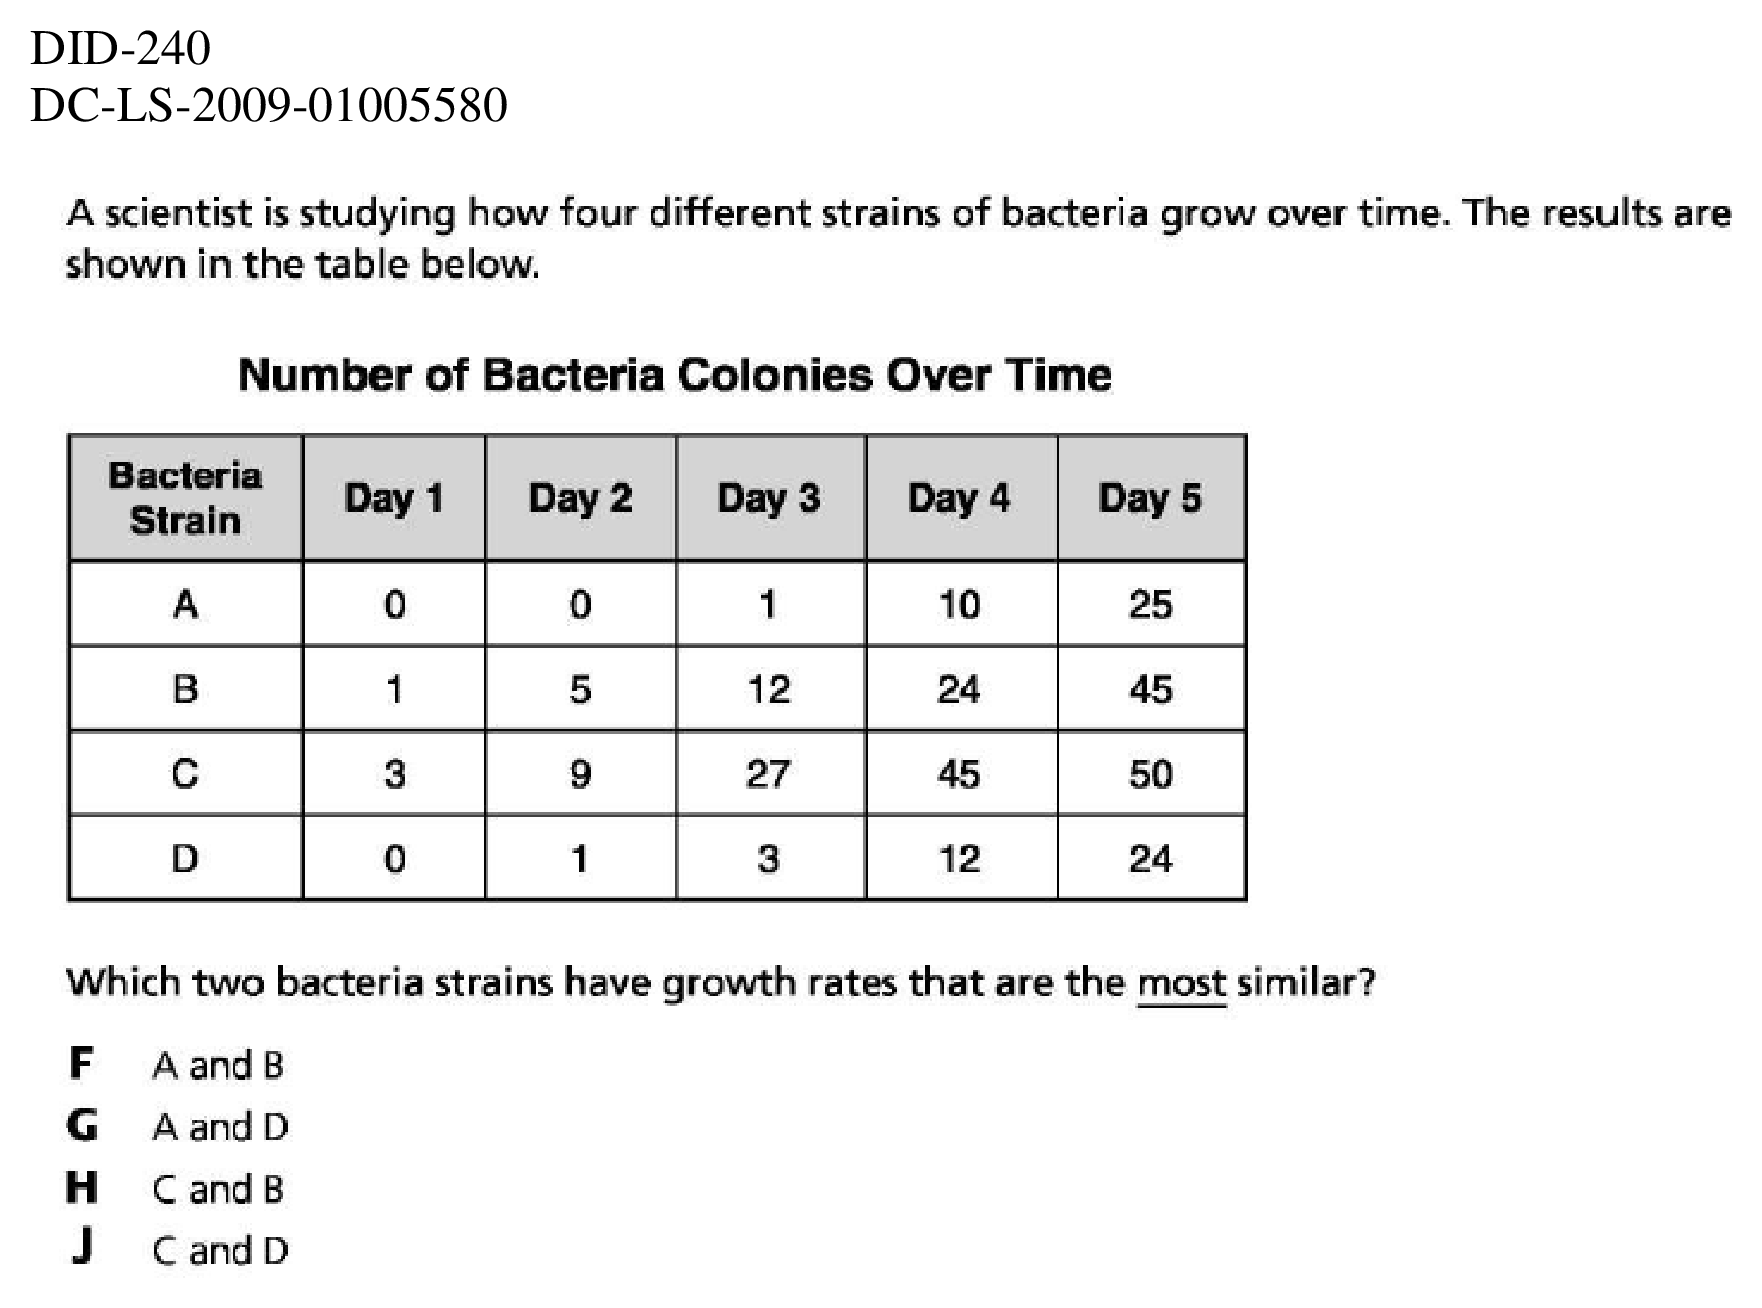 DID-240
DC-LS-2009-01005580
A scientist is studying how four different strains of bacteria grow over time. The results are
shown in the table below.
Number of Bacteria Colonies Over Time
Bacteria Strain Day 1 Day 2 Day 3 Day 4 Day 5
A 0 0 1 10 25
B 1 5 12 24 45
C 3 9 27 45 50
D 0 1 3 12 24
Which two bacteria strains have growth rates that are the most similar?
F A and B
G A and D
H C and B
J C and D